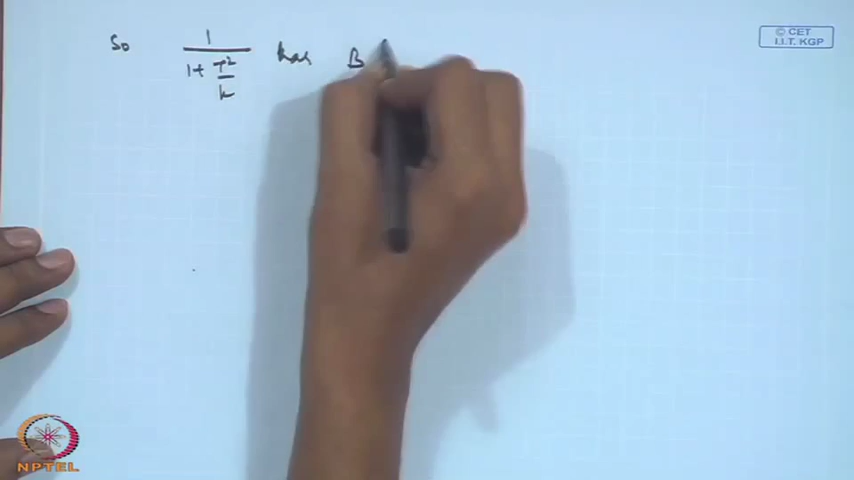 So 1 / (1 + T²/k) has B
© CET
I.I.T. KGP
NPTEL